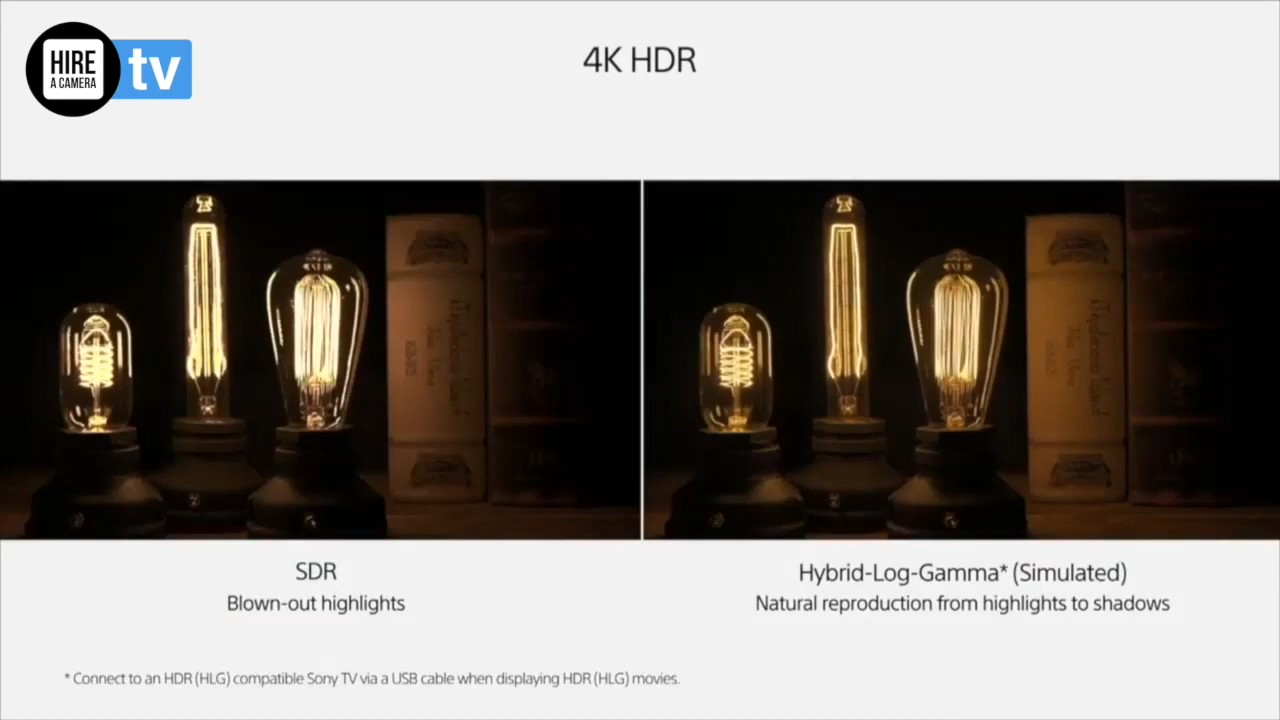 HIRE
A CAMERA
tv
4K HDR
SDR
Hybrid-Log-Gamma* (Simulated)
Blown-out highlights
Natural reproduction from highlights to shadows
* Connect to an HDR (HLG) compatible Sony TV via a USB cable when displaying HDR (HLG) movies.